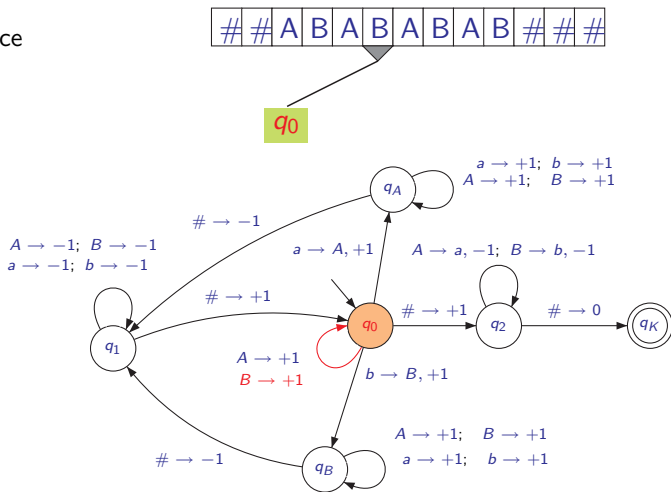 # # A B A B A B A B # # #
ce
q0
a → +1; b → +1
A → +1; B → +1
qA
# → −1
A → −1; B → −1
a → −1; b → −1
a → A, +1
A → a, −1; B → b, −1
# → +1
# → +1
# → 0
q0
q2
qK
q1
A → +1
B → +1
b → B, +1
A → +1; B → +1
a → +1; b → +1
# → −1
qB